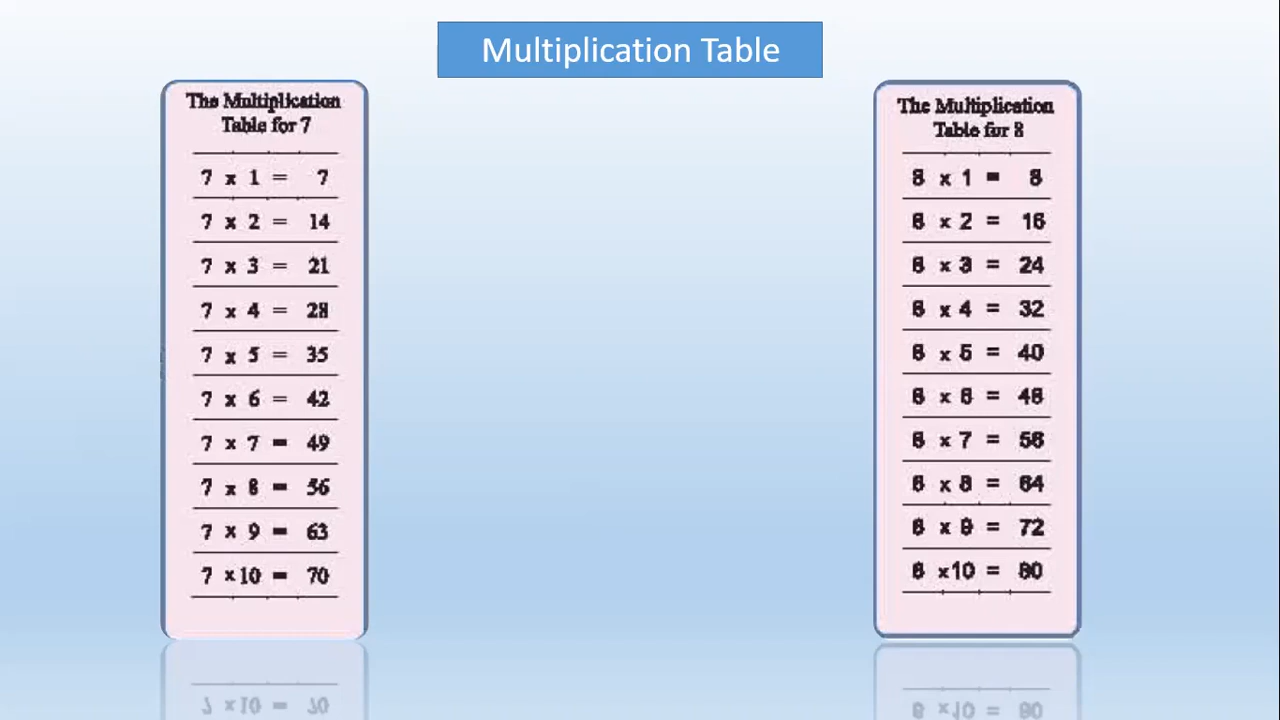 Multiplication Table
The Multiplication
Table for 7
7 x 1 = 7
7 x 2 = 14
7 x 3 = 21
7 x 4 = 28
7 x 5 = 35
7 x 6 = 42
7 x 7 = 49
7 x 8 = 56
7 x 9 = 63
7 x 10 = 70
The Multiplication
Table for 8
8 x 1 = 8
8 x 2 = 16
8 x 3 = 24
8 x 4 = 32
8 x 5 = 40
8 x 6 = 48
8 x 7 = 56
8 x 8 = 64
8 x 9 = 72
8 x 10 = 80